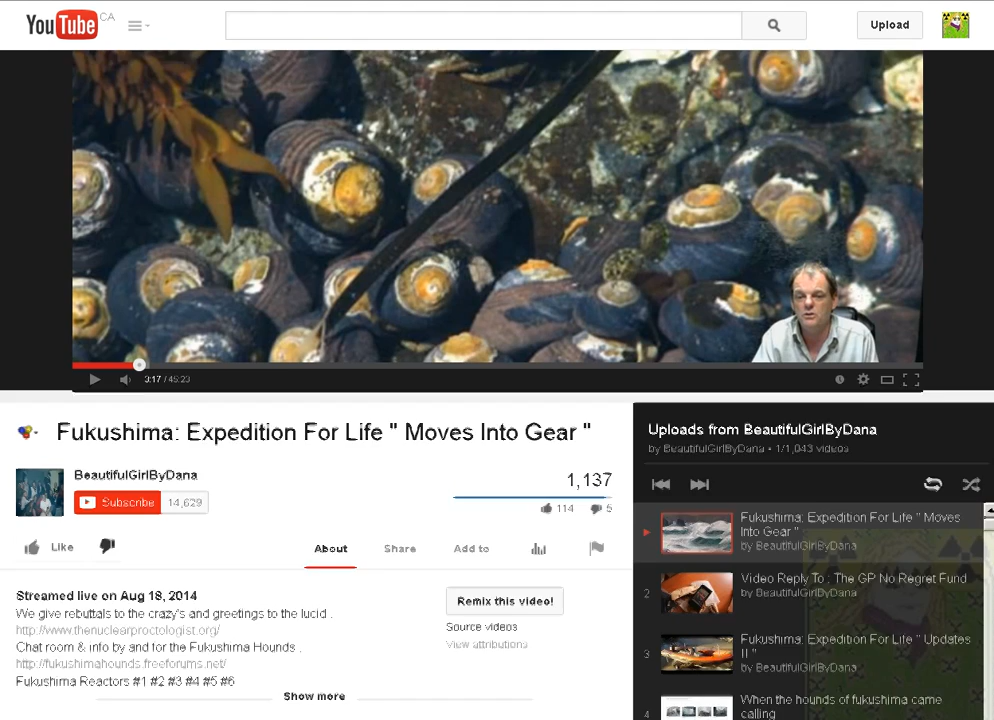 YouTube CA
Upload
3:17 / 45:23
Fukushima: Expedition For Life " Moves Into Gear "
BeautifulGirlByDana
Subscribe 14,629
1,137
114 5
Like
About Share Add to
Streamed live on Aug 18, 2014
We give rebuttals to the crazy's and greetings to the lucid .
http://www.thenuclearproctologist.org/
Chat room & info by and for the Fukushima Hounds .
http://fukushimahounds.freeforums.net/
Fukushima Reactors #1 #2 #3 #4 #5 #6
Show more
Remix this video!
Source videos
View attributions
Uploads from BeautifulGirlByDana
by BeautifulGirlByDana • 1/1,043 videos
Fukushima: Expedition For Life " Moves
Into Gear "
by BeautifulGirlByDana
2
Video Reply To : The GP No Regret Fund
by BeautifulGirlByDana
3
Fukushima: Expedition For Life " Updates
II "
by BeautifulGirlByDana
4
When the hounds of fukushima came
calling